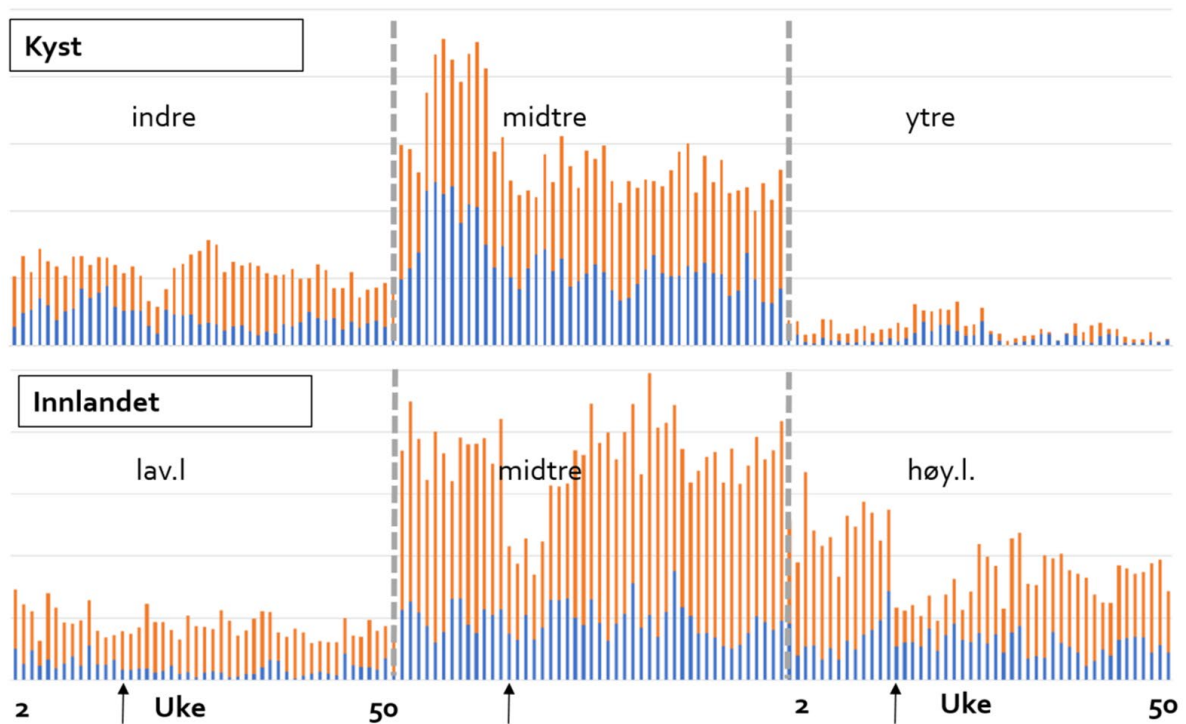 Kyst
indre midtre ytre
Innlandet
lav.l midtre høy.l.
2 Uke 50 2 Uke 50